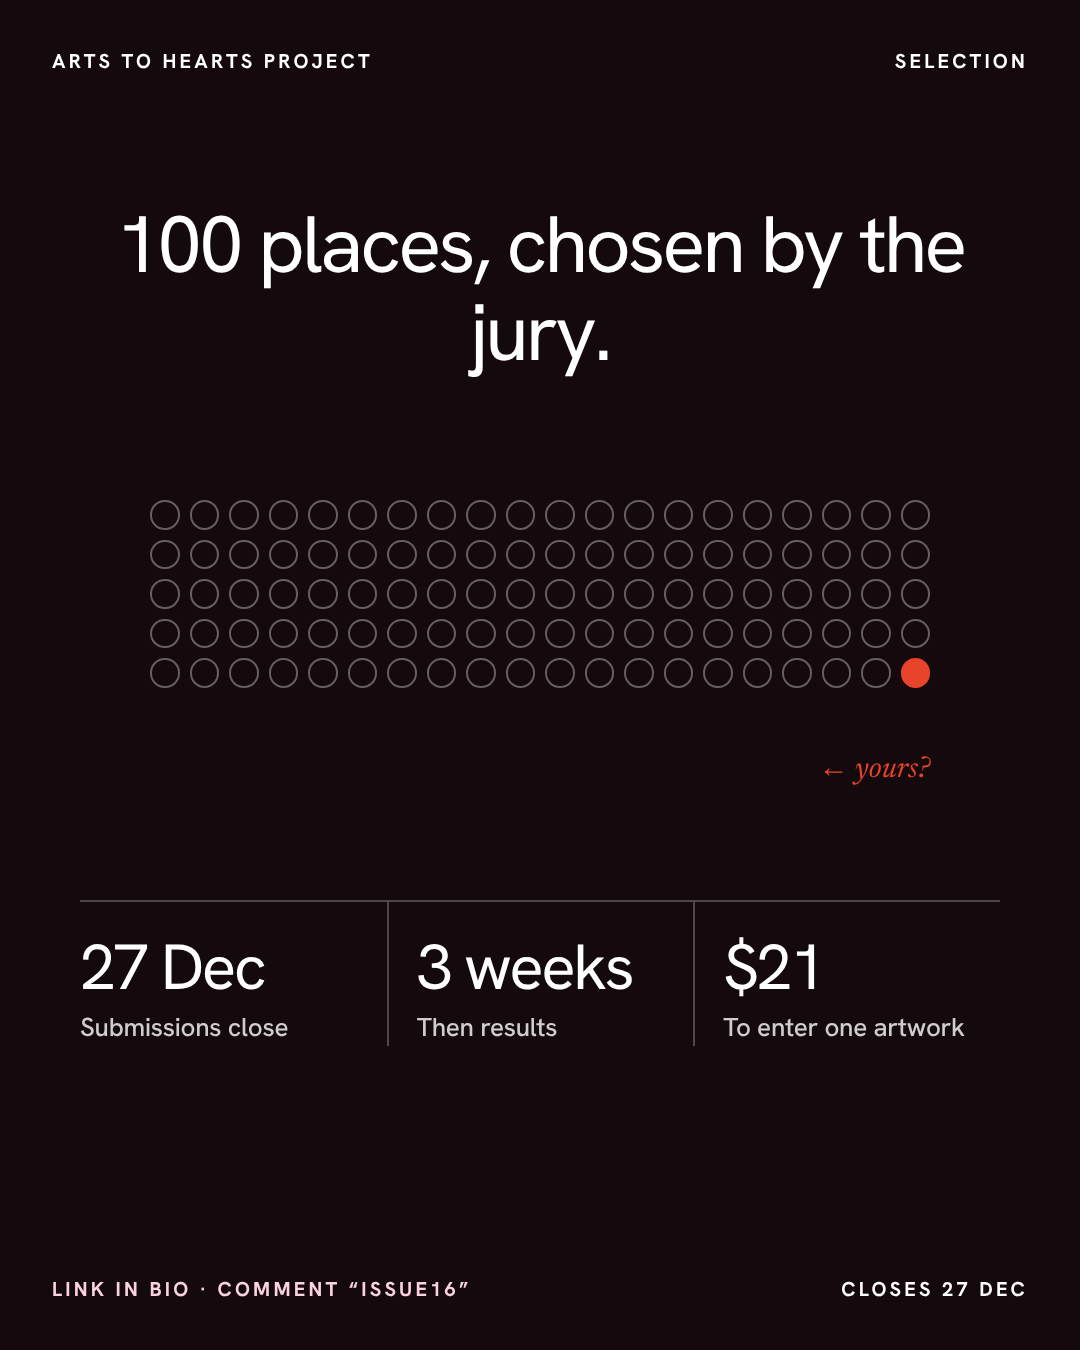 ARTS TO HEARTS PROJECT
SELECTION
100 places, chosen by the
jury.
← yours?
27 Dec
Submissions close
3 weeks
Then results
$21
To enter one artwork
LINK IN BIO · COMMENT “ISSUE16”
CLOSES 27 DEC